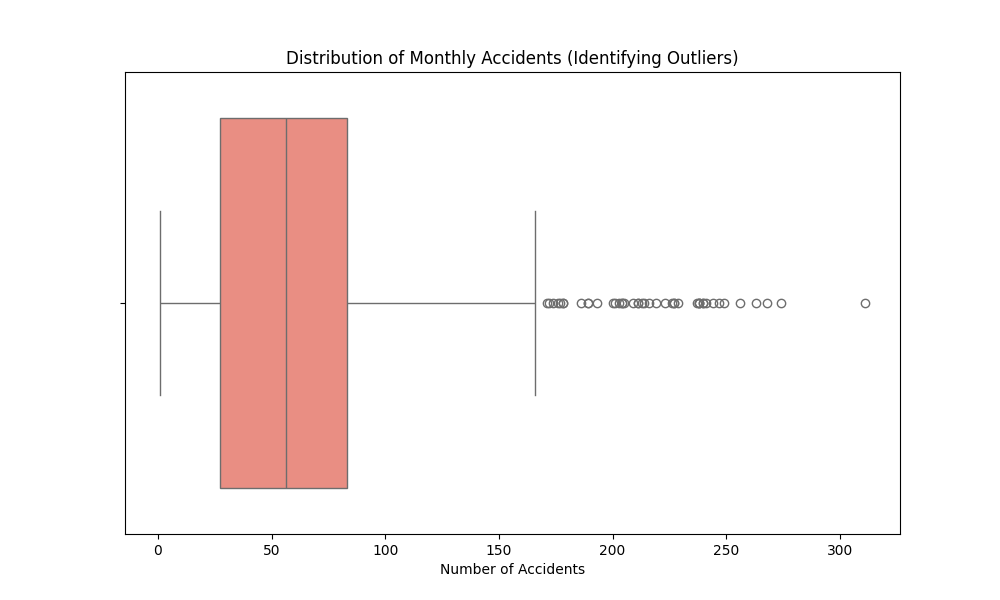 Distribution of Monthly Accidents (Identifying Outliers)
0 50 100 150 200 250 300
Number of Accidents